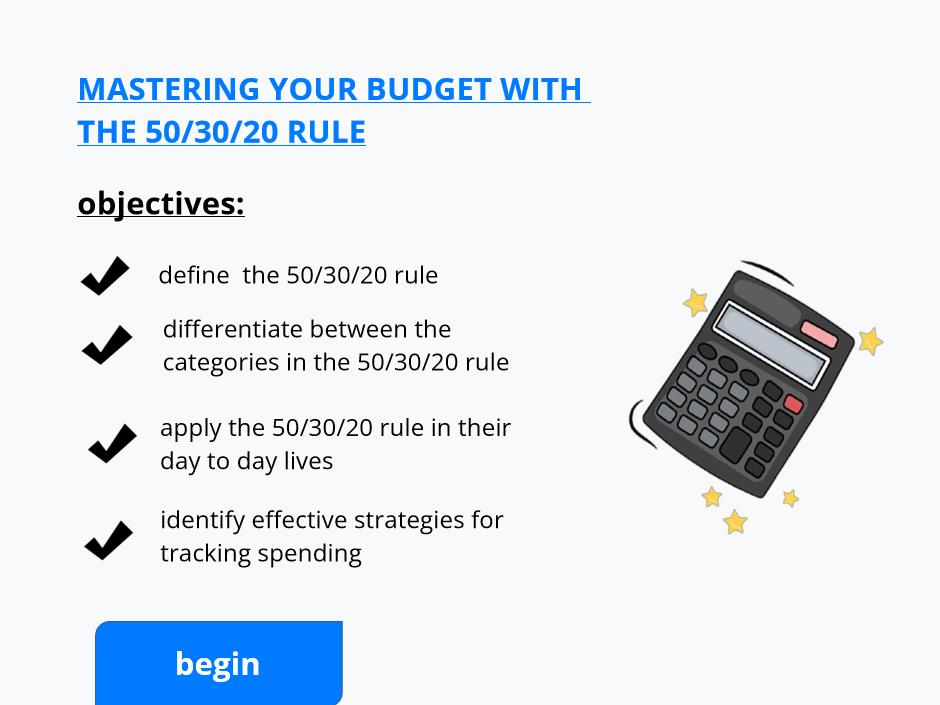 MASTERING YOUR BUDGET WITH
THE 50/30/20 RULE
objectives:
define  the 50/30/20 rule
differentiate between the
categories in the 50/30/20 rule
apply the 50/30/20 rule in their
day to day lives
identify effective strategies for
tracking spending
begin